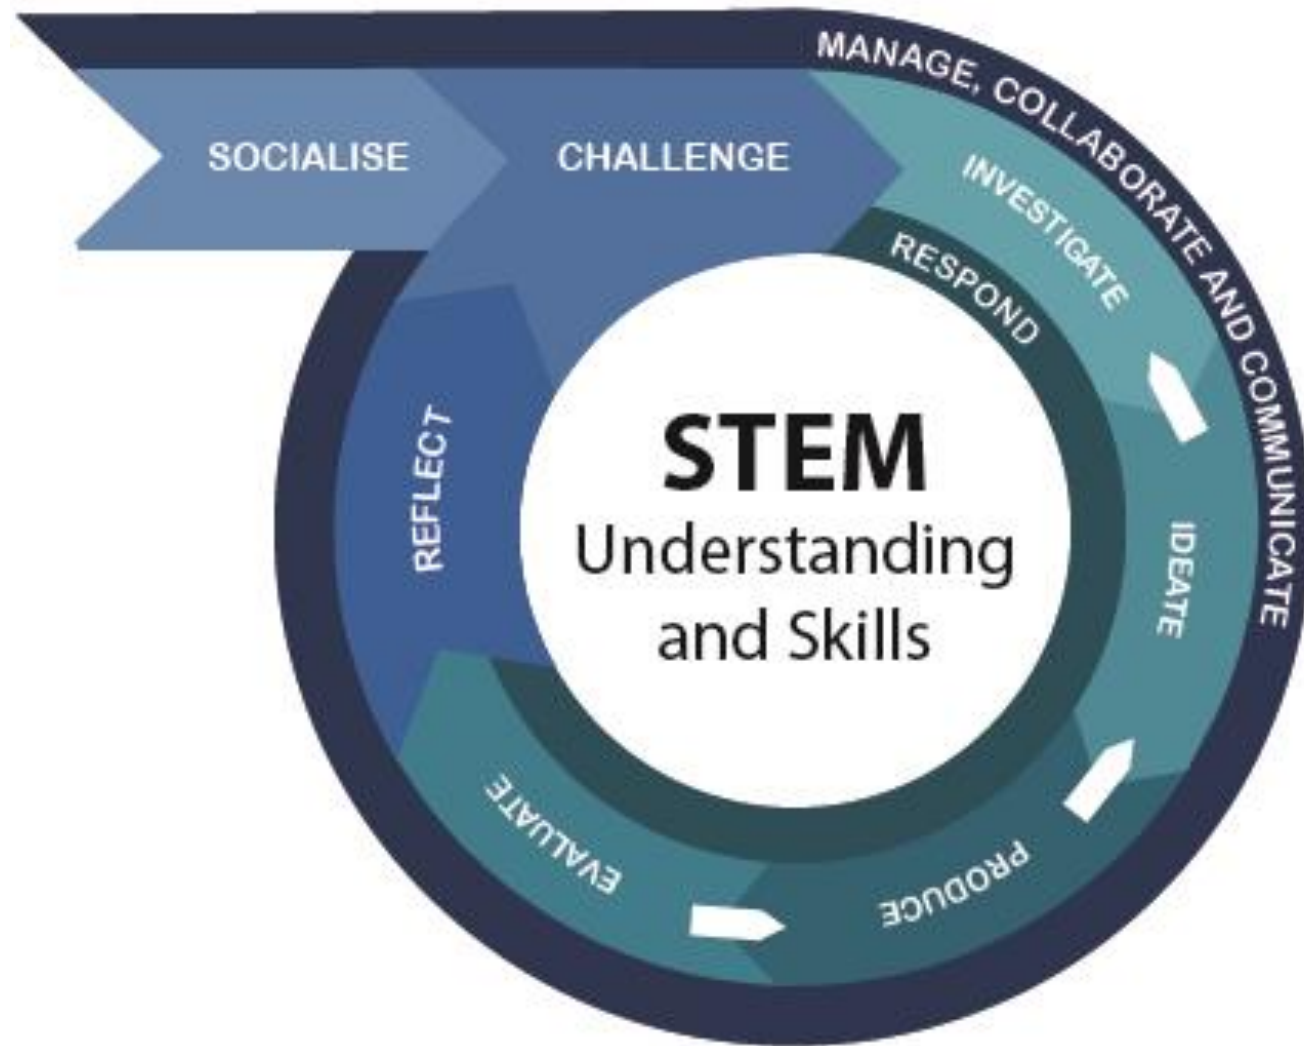 MANAGE, COLLABORATE AND COMMUNICATE
SOCIALISE
CHALLENGE
INVESTIGATE
RESPOND
IDEATE
PRODUCE
EVALUATE
REFLECT
STEM
Understanding
and Skills